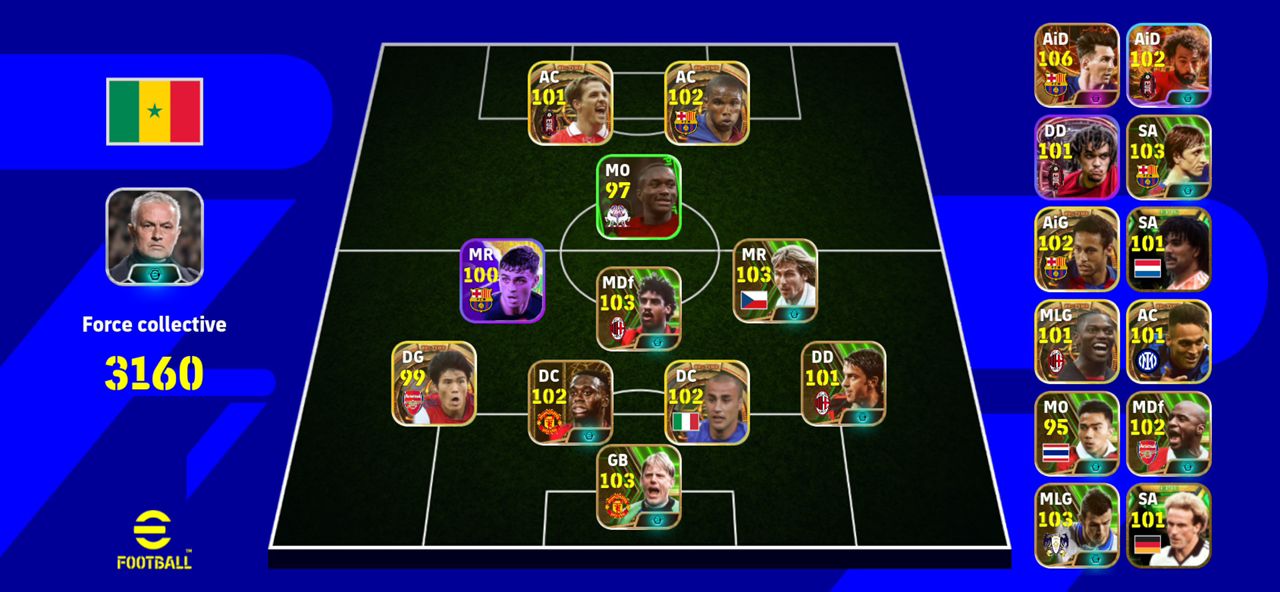 Force collective
3160
FOOTBALL™
AC
101
AC
102
MO
97
MR
100
MDf
103
MR
103
DG
99
DC
102
DC
102
DD
101
GB
103
AiD
106
AiD
102
DD
101
SA
103
AiG
102
SA
101
MLG
101
AC
101
MO
95
MDf
102
MLG
103
SA
101